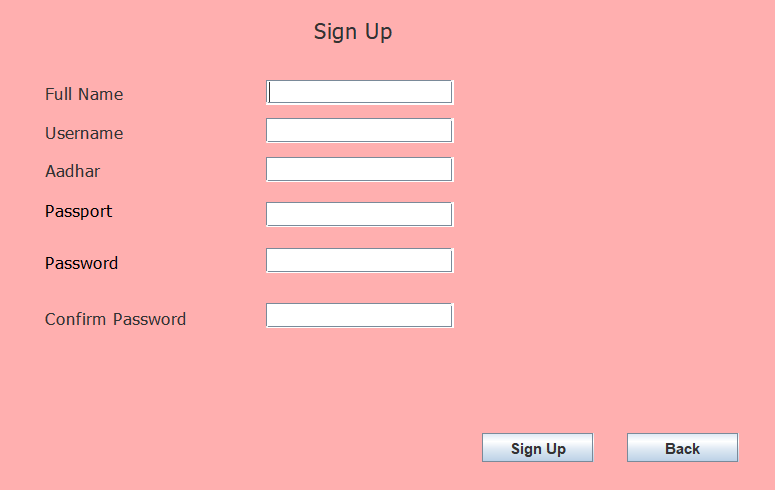 Sign Up
Full Name
Username
Aadhar
Passport
Password
Confirm Password
Sign Up Back